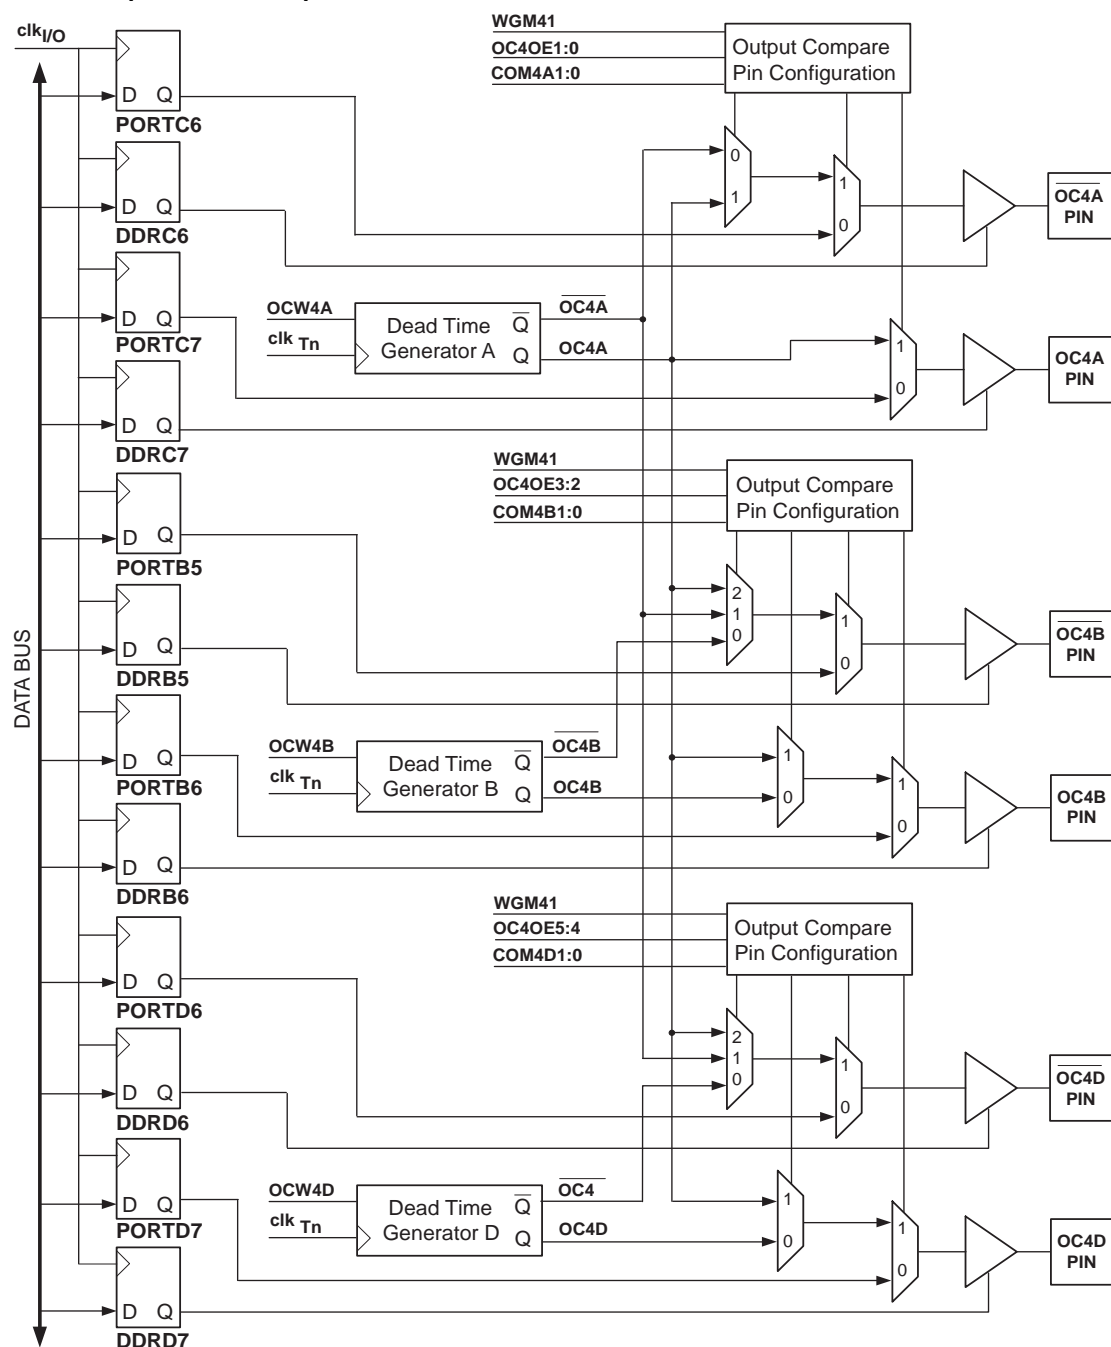 clkI/O
WGM41
OC4OE1:0
COM4A1:0
Output Compare
Pin Configuration
D Q
PORTC6
0
1
1
0
OC4A
PIN
D Q
DDRC6
D Q
PORTC7
OCW4A
clk Tn
Dead Time
Generator A
Q
Q
OC4A
OC4A
1
0
OC4A
PIN
D Q
DDRC7
WGM41
OC4OE3:2
COM4B1:0
Output Compare
Pin Configuration
D Q
PORTB5
2
1
0
1
0
OC4B
PIN
DATA BUS
D Q
DDRB5
D Q
PORTB6
OCW4B
clk Tn
Dead Time
Generator B
Q
Q
OC4B
OC4B
1
0
1
0
OC4B
PIN
D Q
DDRB6
WGM41
OC4OE5:4
COM4D1:0
Output Compare
Pin Configuration
D Q
PORTD6
2
1
0
1
0
OC4D
PIN
D Q
DDRD6
D Q
PORTD7
OCW4D
clk Tn
Dead Time
Generator D
Q
Q
OC4
OC4D
1
0
1
0
OC4D
PIN
D Q
DDRD7